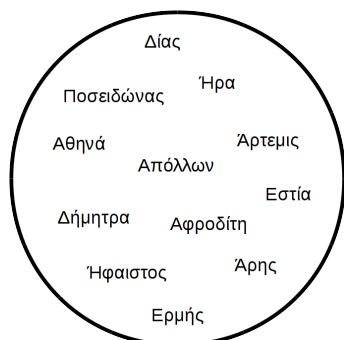 Δίας
Ήρα
Ποσειδώνας
Αθηνά
Άρτεμις
Απόλλων
Εστία
Δήμητρα
Αφροδίτη
Άρης
Ήφαιστος
Ερμής